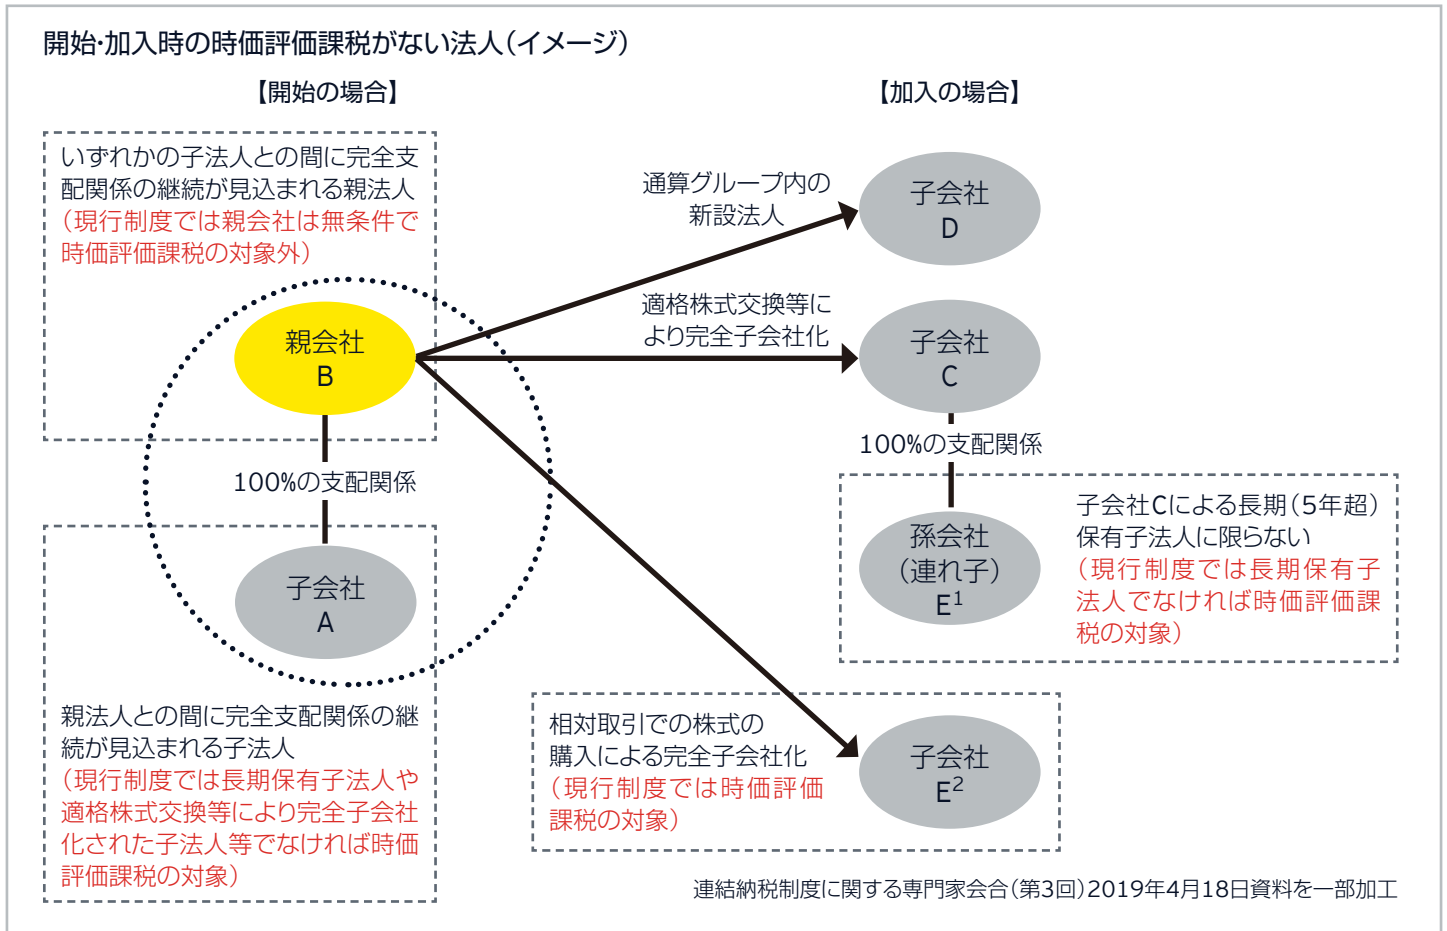 開始・加入時の時価評価課税がない法人（イメージ）
【開始の場合】
いずれかの子法人との間に完全支
配関係の継続が見込まれる親法人
（現行制度では親会社は無条件で
時価評価課税の対象外）
親会社
B
100%の支配関係
子会社
A
親法人との間に完全支配関係の継
続が見込まれる子法人
（現行制度では長期保有子法人や
適格株式交換等により完全子会社
化された子法人等でなければ時価
評価課税の対象）
【加入の場合】
通算グループ内の
新設法人
子会社
D
適格株式交換等に
より完全子会社化
子会社
C
100%の支配関係
孫会社
（連れ子）
E¹
子会社Cによる長期（5年超）
保有子法人に限らない
（現行制度では長期保有子
法人でなければ時価評価課
税の対象）
相対取引での株式の
購入による完全子会社化
（現行制度では時価評価
課税の対象）
子会社
E²
連結納税制度に関する専門家会合（第3回）2019年4月18日資料を一部加工